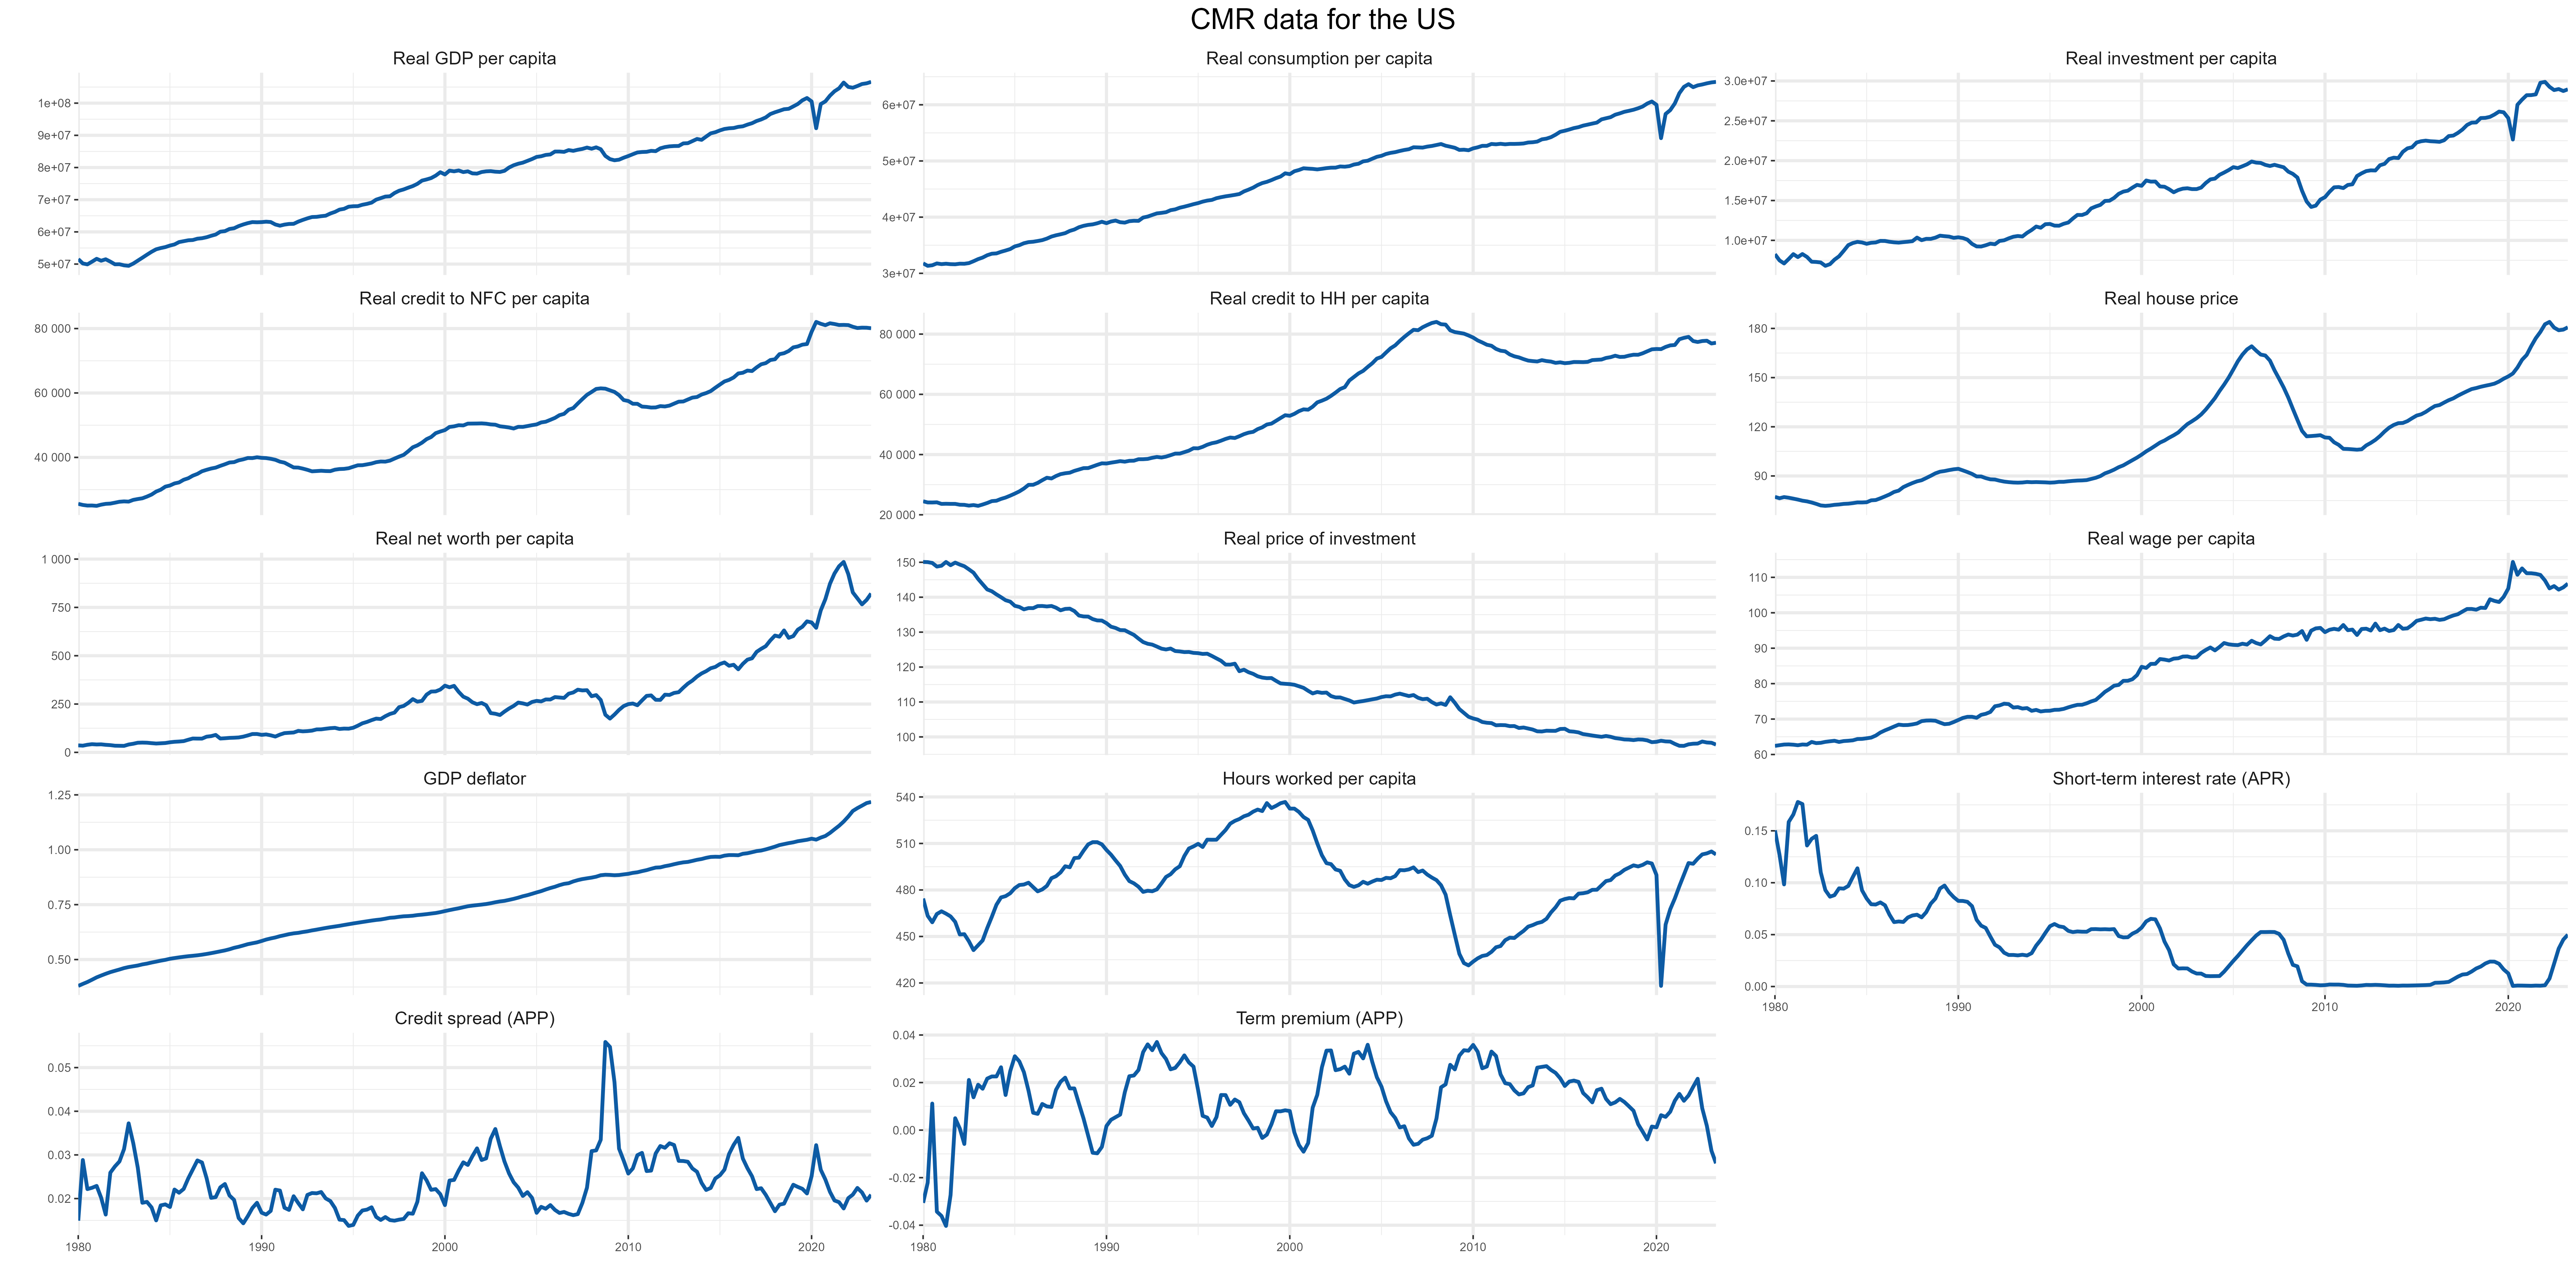 CMR data for the US
Real GDP per capita
1e+08
9e+07
8e+07
7e+07
6e+07
5e+07
Real consumption per capita
6e+07
5e+07
4e+07
3e+07
Real investment per capita
3.0e+07
2.5e+07
2.0e+07
1.5e+07
1.0e+07
Real credit to NFC per capita
80 000
60 000
40 000
Real credit to HH per capita
80 000
60 000
40 000
20 000
Real house price
180
150
120
90
Real net worth per capita
1 000
750
500
250
0
Real price of investment
150
140
130
120
110
100
Real wage per capita
110
100
90
80
70
60
GDP deflator
1.25
1.00
0.75
0.50
Hours worked per capita
540
510
480
450
420
Short-term interest rate (APR)
0.15
0.10
0.05
0.00
1980 1990 2000 2010 2020
Credit spread (APP)
0.05
0.04
0.03
0.02
1980 1990 2000 2010 2020
Term premium (APP)
0.04
0.02
0.00
-0.02
-0.04
1980 1990 2000 2010 2020